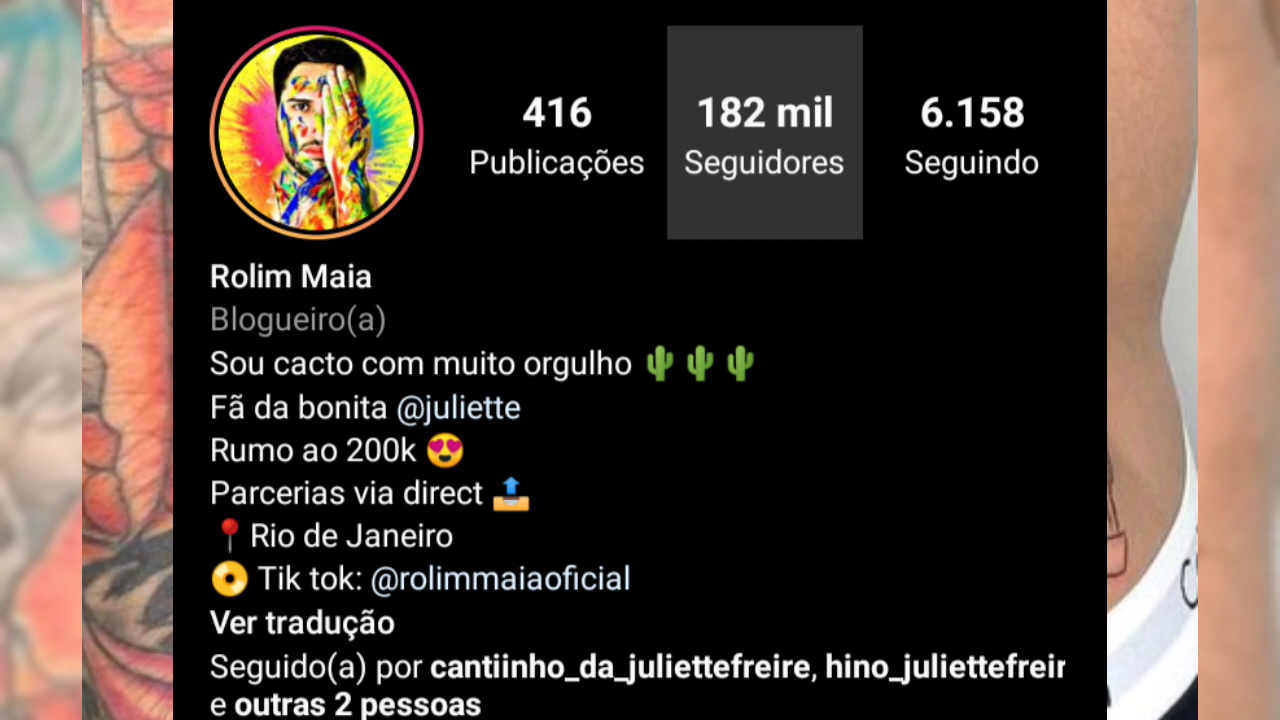 416
Publicações
182 mil
Seguidores
6.158
Seguindo
Rolim Maia
Blogueiro(a)
Sou cacto com muito orgulho 🌵🌵🌵
Fã da bonita @juliette
Rumo ao 200k 😍
Parcerias via direct 📤
📍Rio de Janeiro
📀 Tik tok: @rolimmaiaoficial
Ver tradução
Seguido(a) por cantiinho_da_juliettefreire, hino_juliettefreir
e outras 2 pessoas